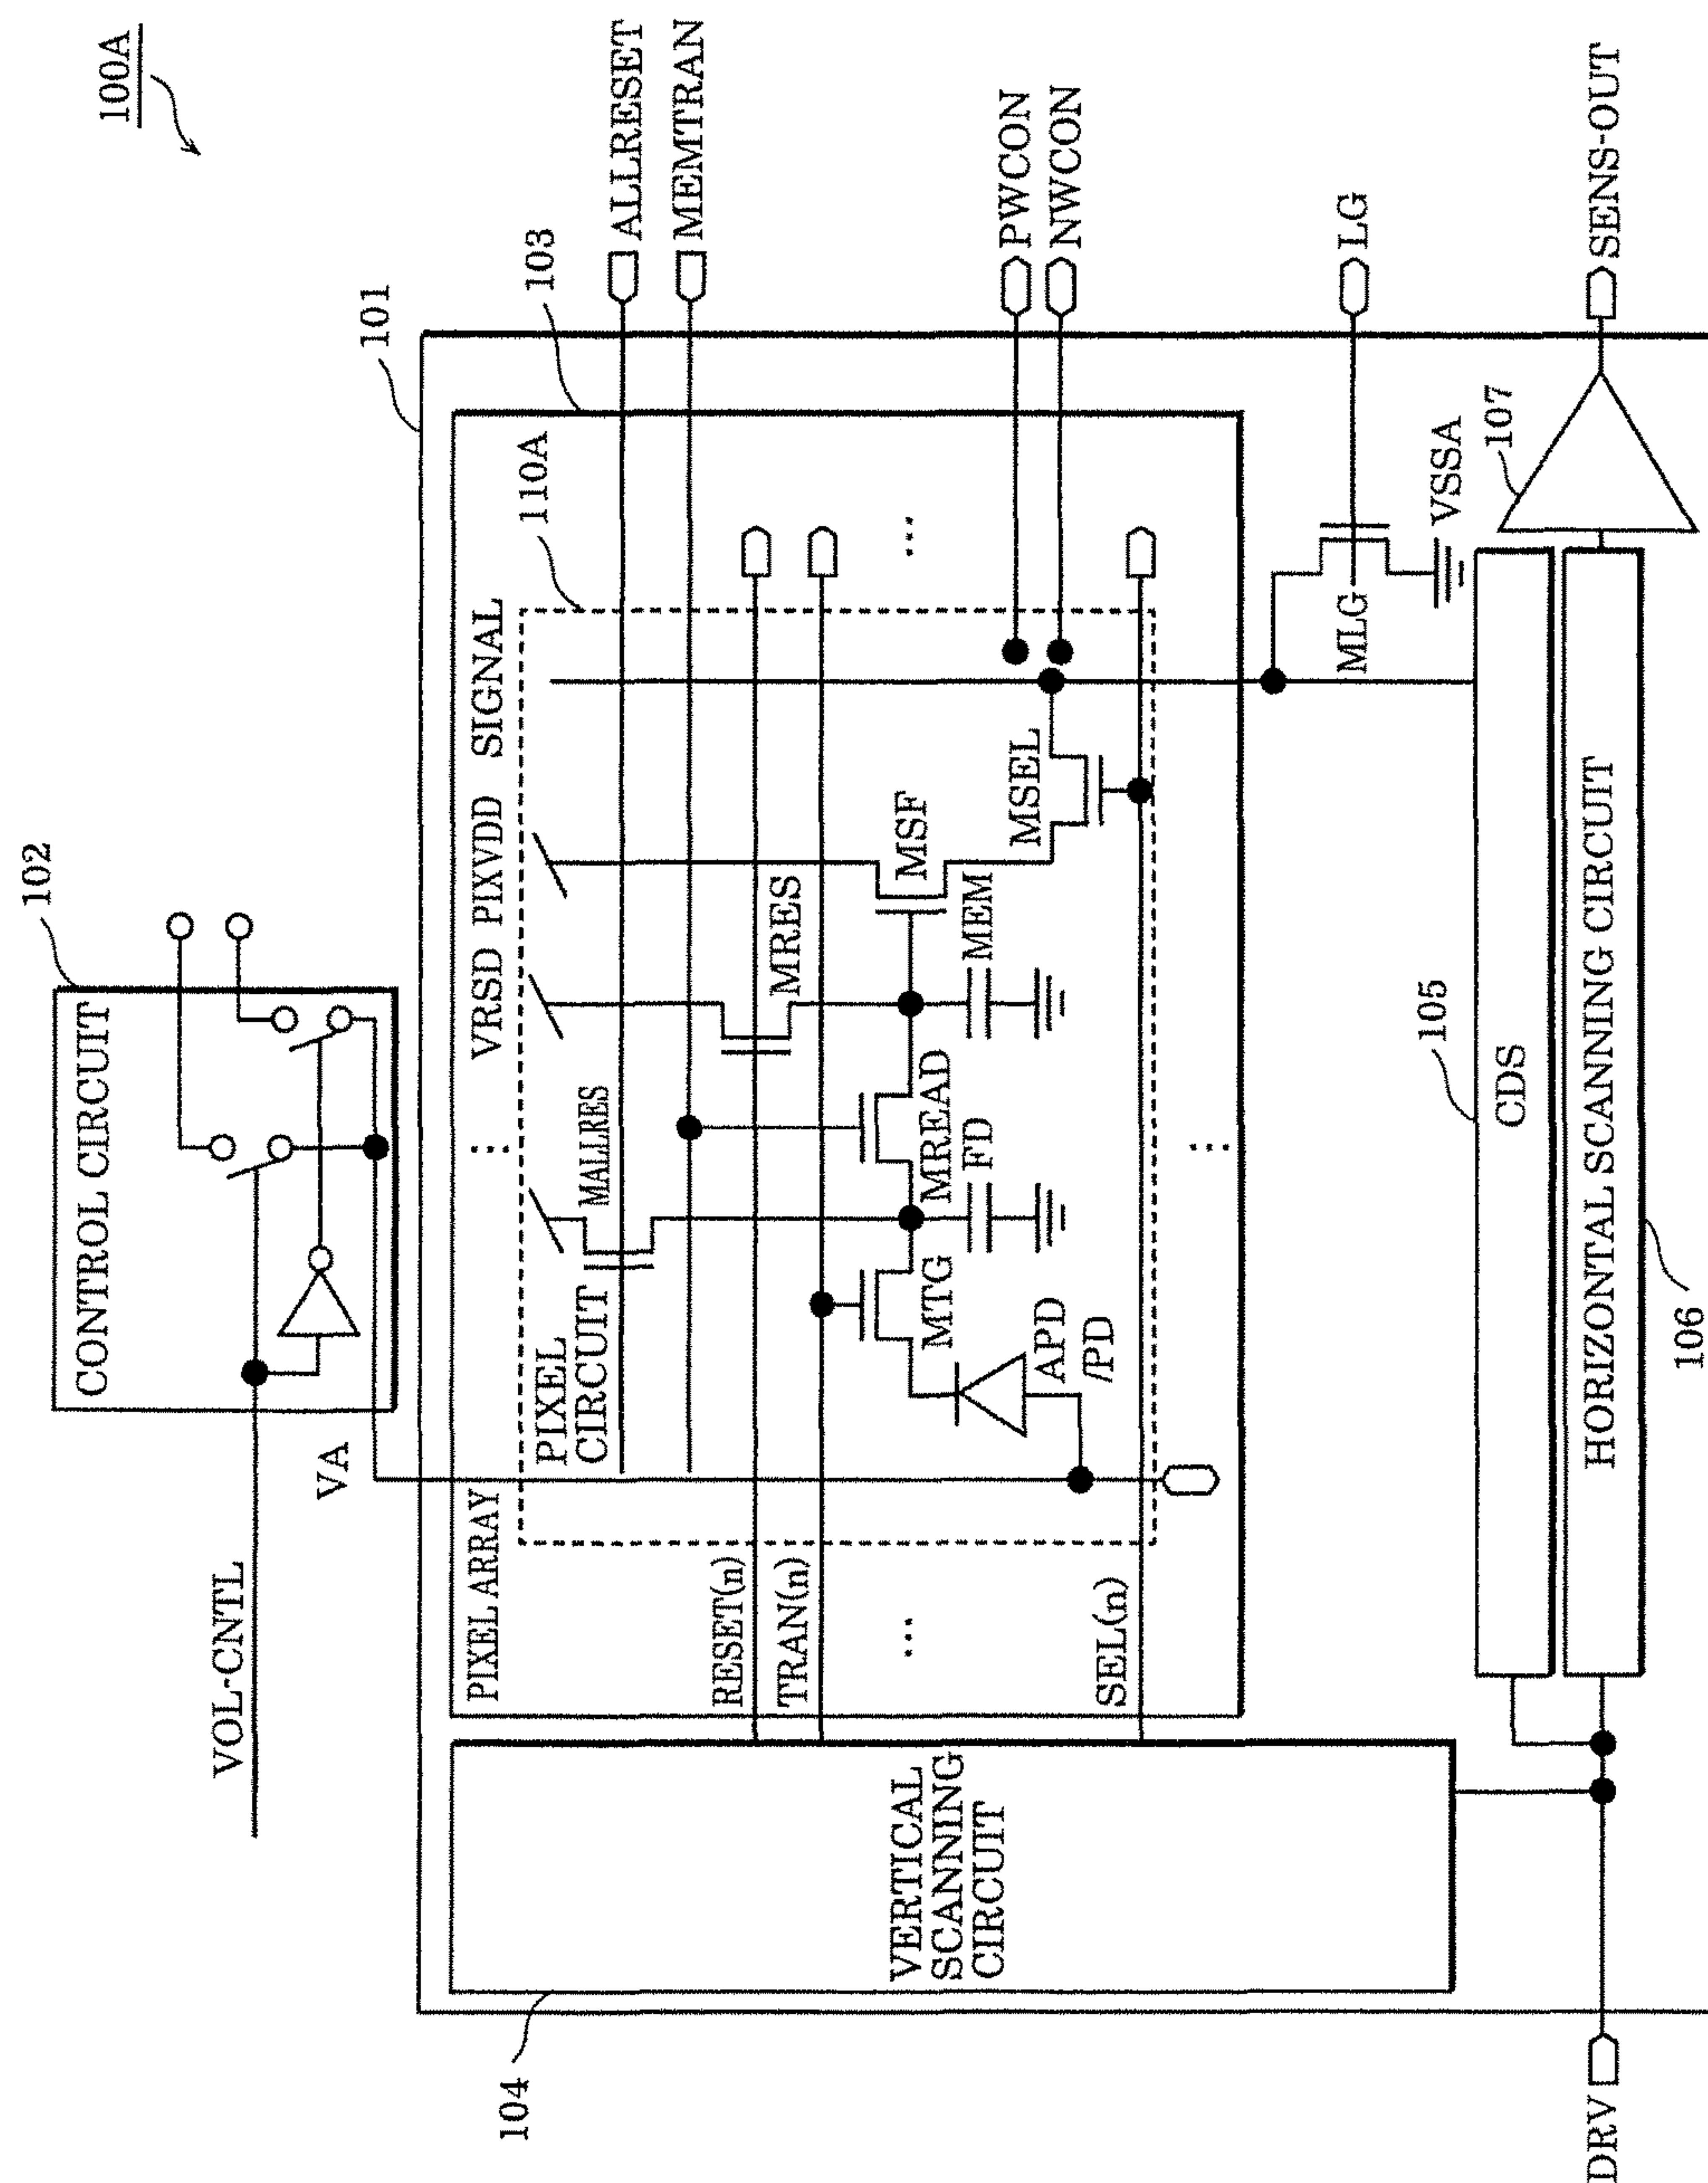 100A
102
CONTROL CIRCUIT
VOL-CNTL
VA
101
103
PIXEL ARRAY
VRSD
PIXVDD
SIGNAL
110A
PIXEL
CIRCUIT
MALLRES
ALLRESET
MEMTRAN
RESET(n)
MRES
TRAN(n)
MTG
MREAD
MSF
FD
MEM
APD
/PD
MSEL
PWCON
NWCON
SEL(n)
104
VERTICAL
SCANNING
CIRCUIT
MLG
LG
VSSA
105
CDS
107
HORIZONTAL SCANNING CIRCUIT
SENS-OUT
106
DRV